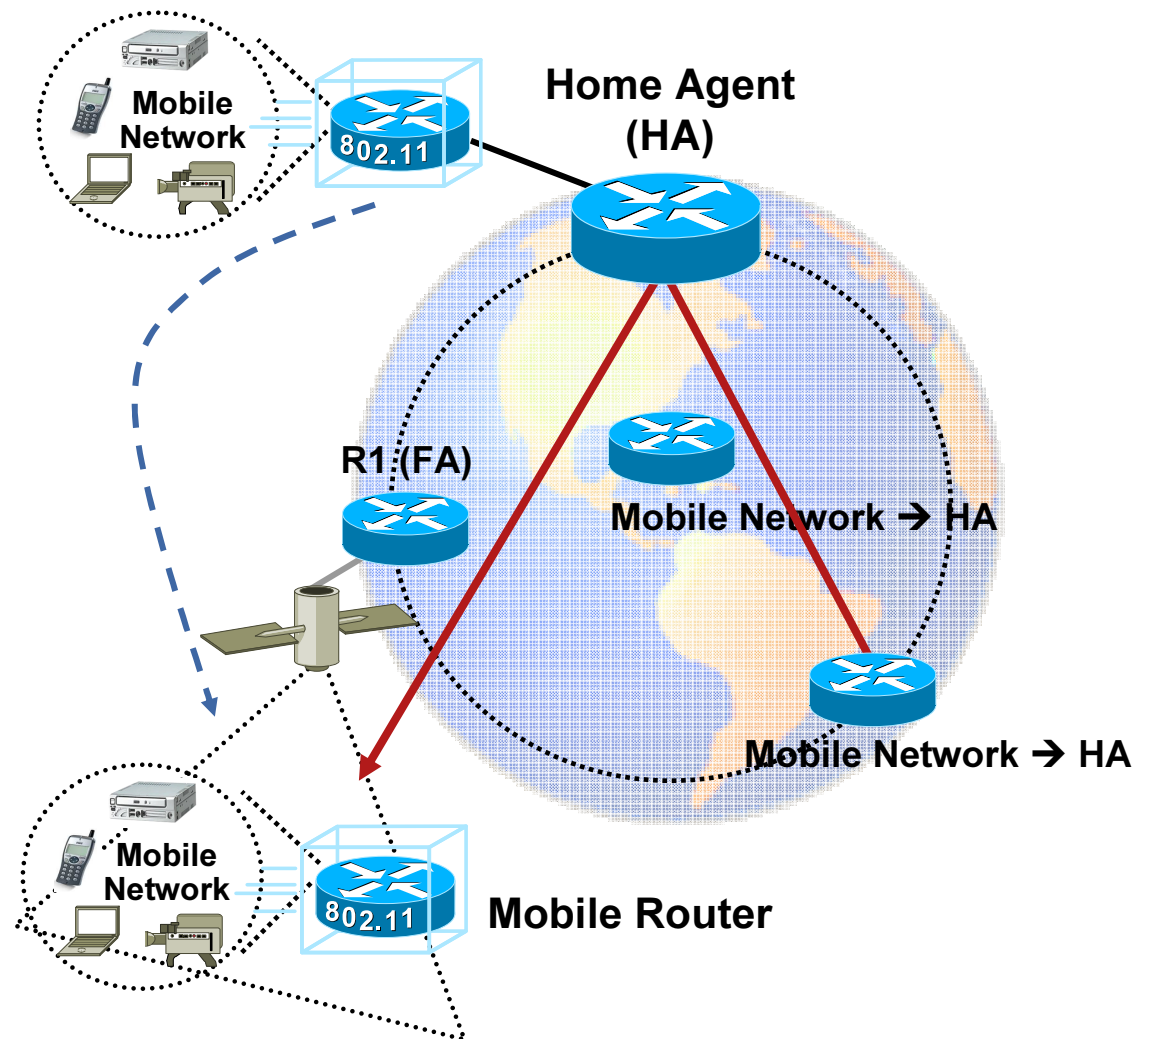 Mobile
Network
802.11
Home Agent
(HA)
R1 (FA)
Mobile Network → HA
Mobile Network → HA
Mobile
Network
802.11
Mobile Router